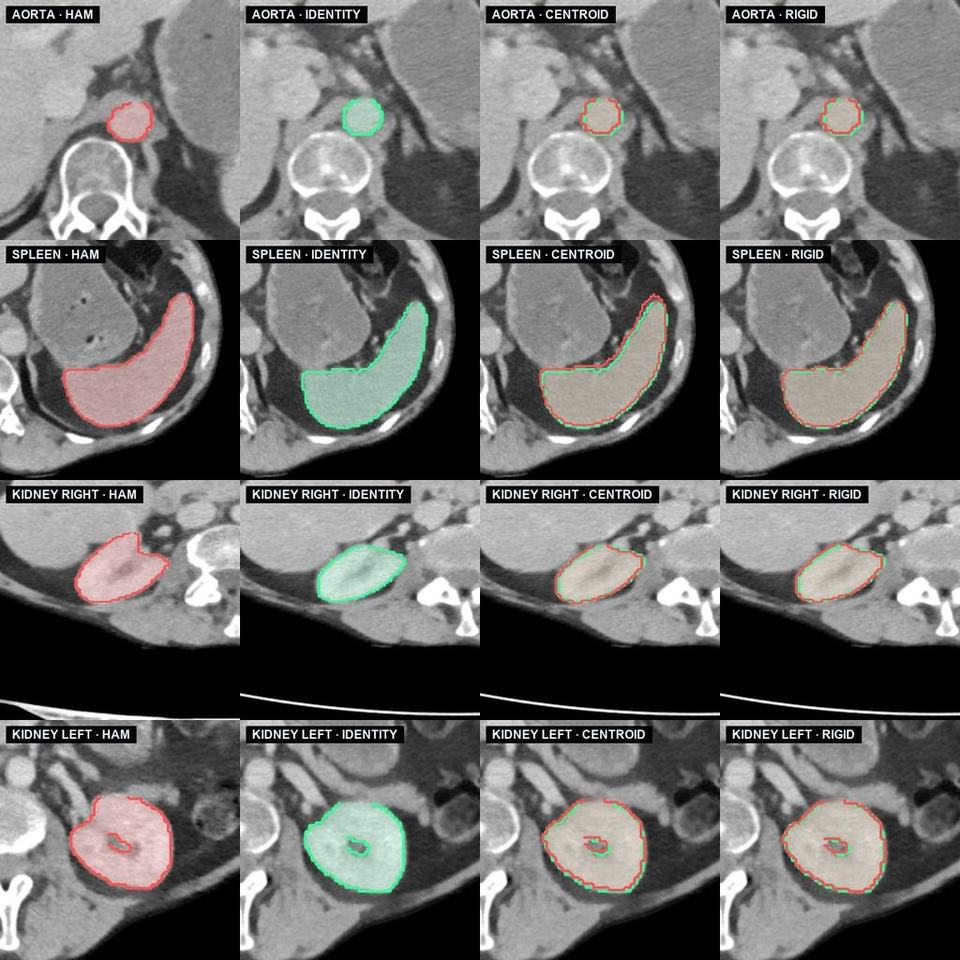 AORTA · HAM
AORTA · IDENTITY
AORTA · CENTROID
AORTA · RIGID
SPLEEN · HAM
SPLEEN · IDENTITY
SPLEEN · CENTROID
SPLEEN · RIGID
KIDNEY RIGHT · HAM
KIDNEY RIGHT · IDENTITY
KIDNEY RIGHT · CENTROID
KIDNEY RIGHT · RIGID
KIDNEY LEFT · HAM
KIDNEY LEFT · IDENTITY
KIDNEY LEFT · CENTROID
KIDNEY LEFT · RIGID